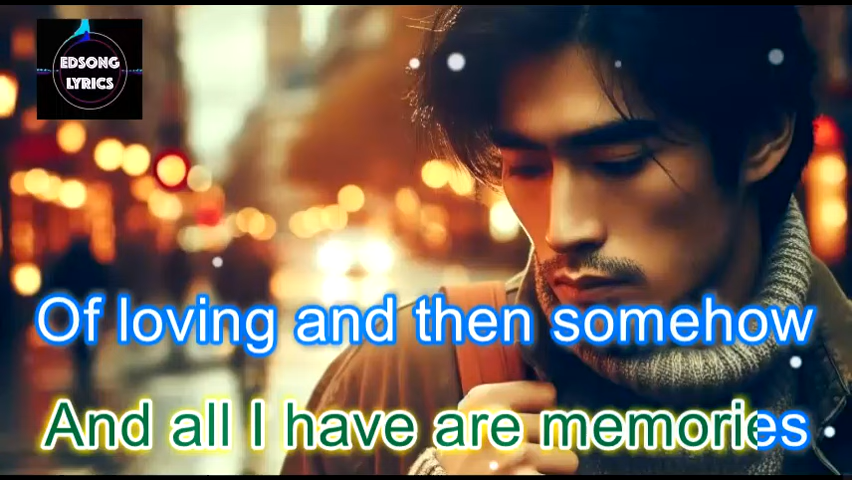 EDSONG
LYRICS
Of loving and then somehow
And all I have are memories